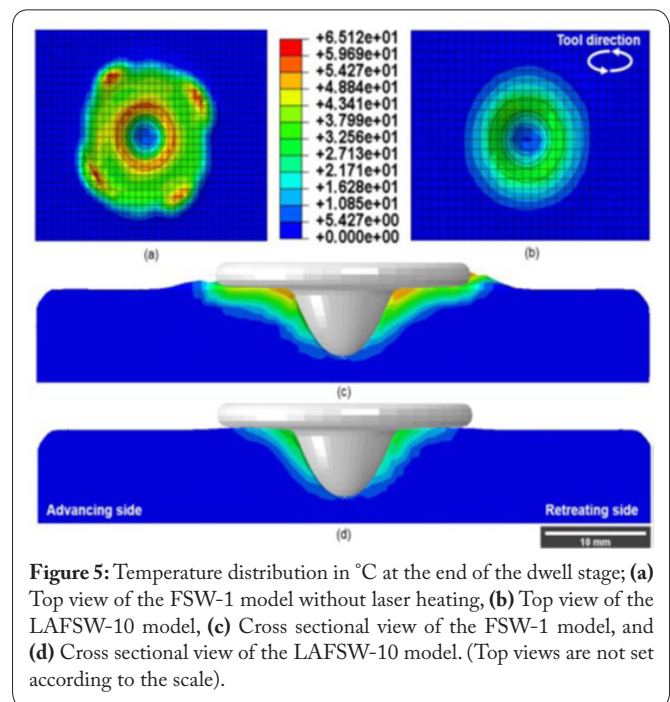 +6.512e+01
+5.969e+01
+5.427e+01
+4.884e+01
+4.341e+01
+3.799e+01
+3.256e+01
+2.713e+01
+2.171e+01
+1.628e+01
+1.085e+01
+5.427e+00
+0.000e+00
Tool direction
(a)
(b)
(c)
Advancing side
Retreating side
(d)
10 mm
Figure 5: Temperature distribution in °C at the end of the dwell stage; (a)
Top view of the FSW-1 model without laser heating, (b) Top view of the
LAFSW-10 model, (c) Cross sectional view of the FSW-1 model, and
(d) Cross sectional view of the LAFSW-10 model. (Top views are not set
according to the scale).